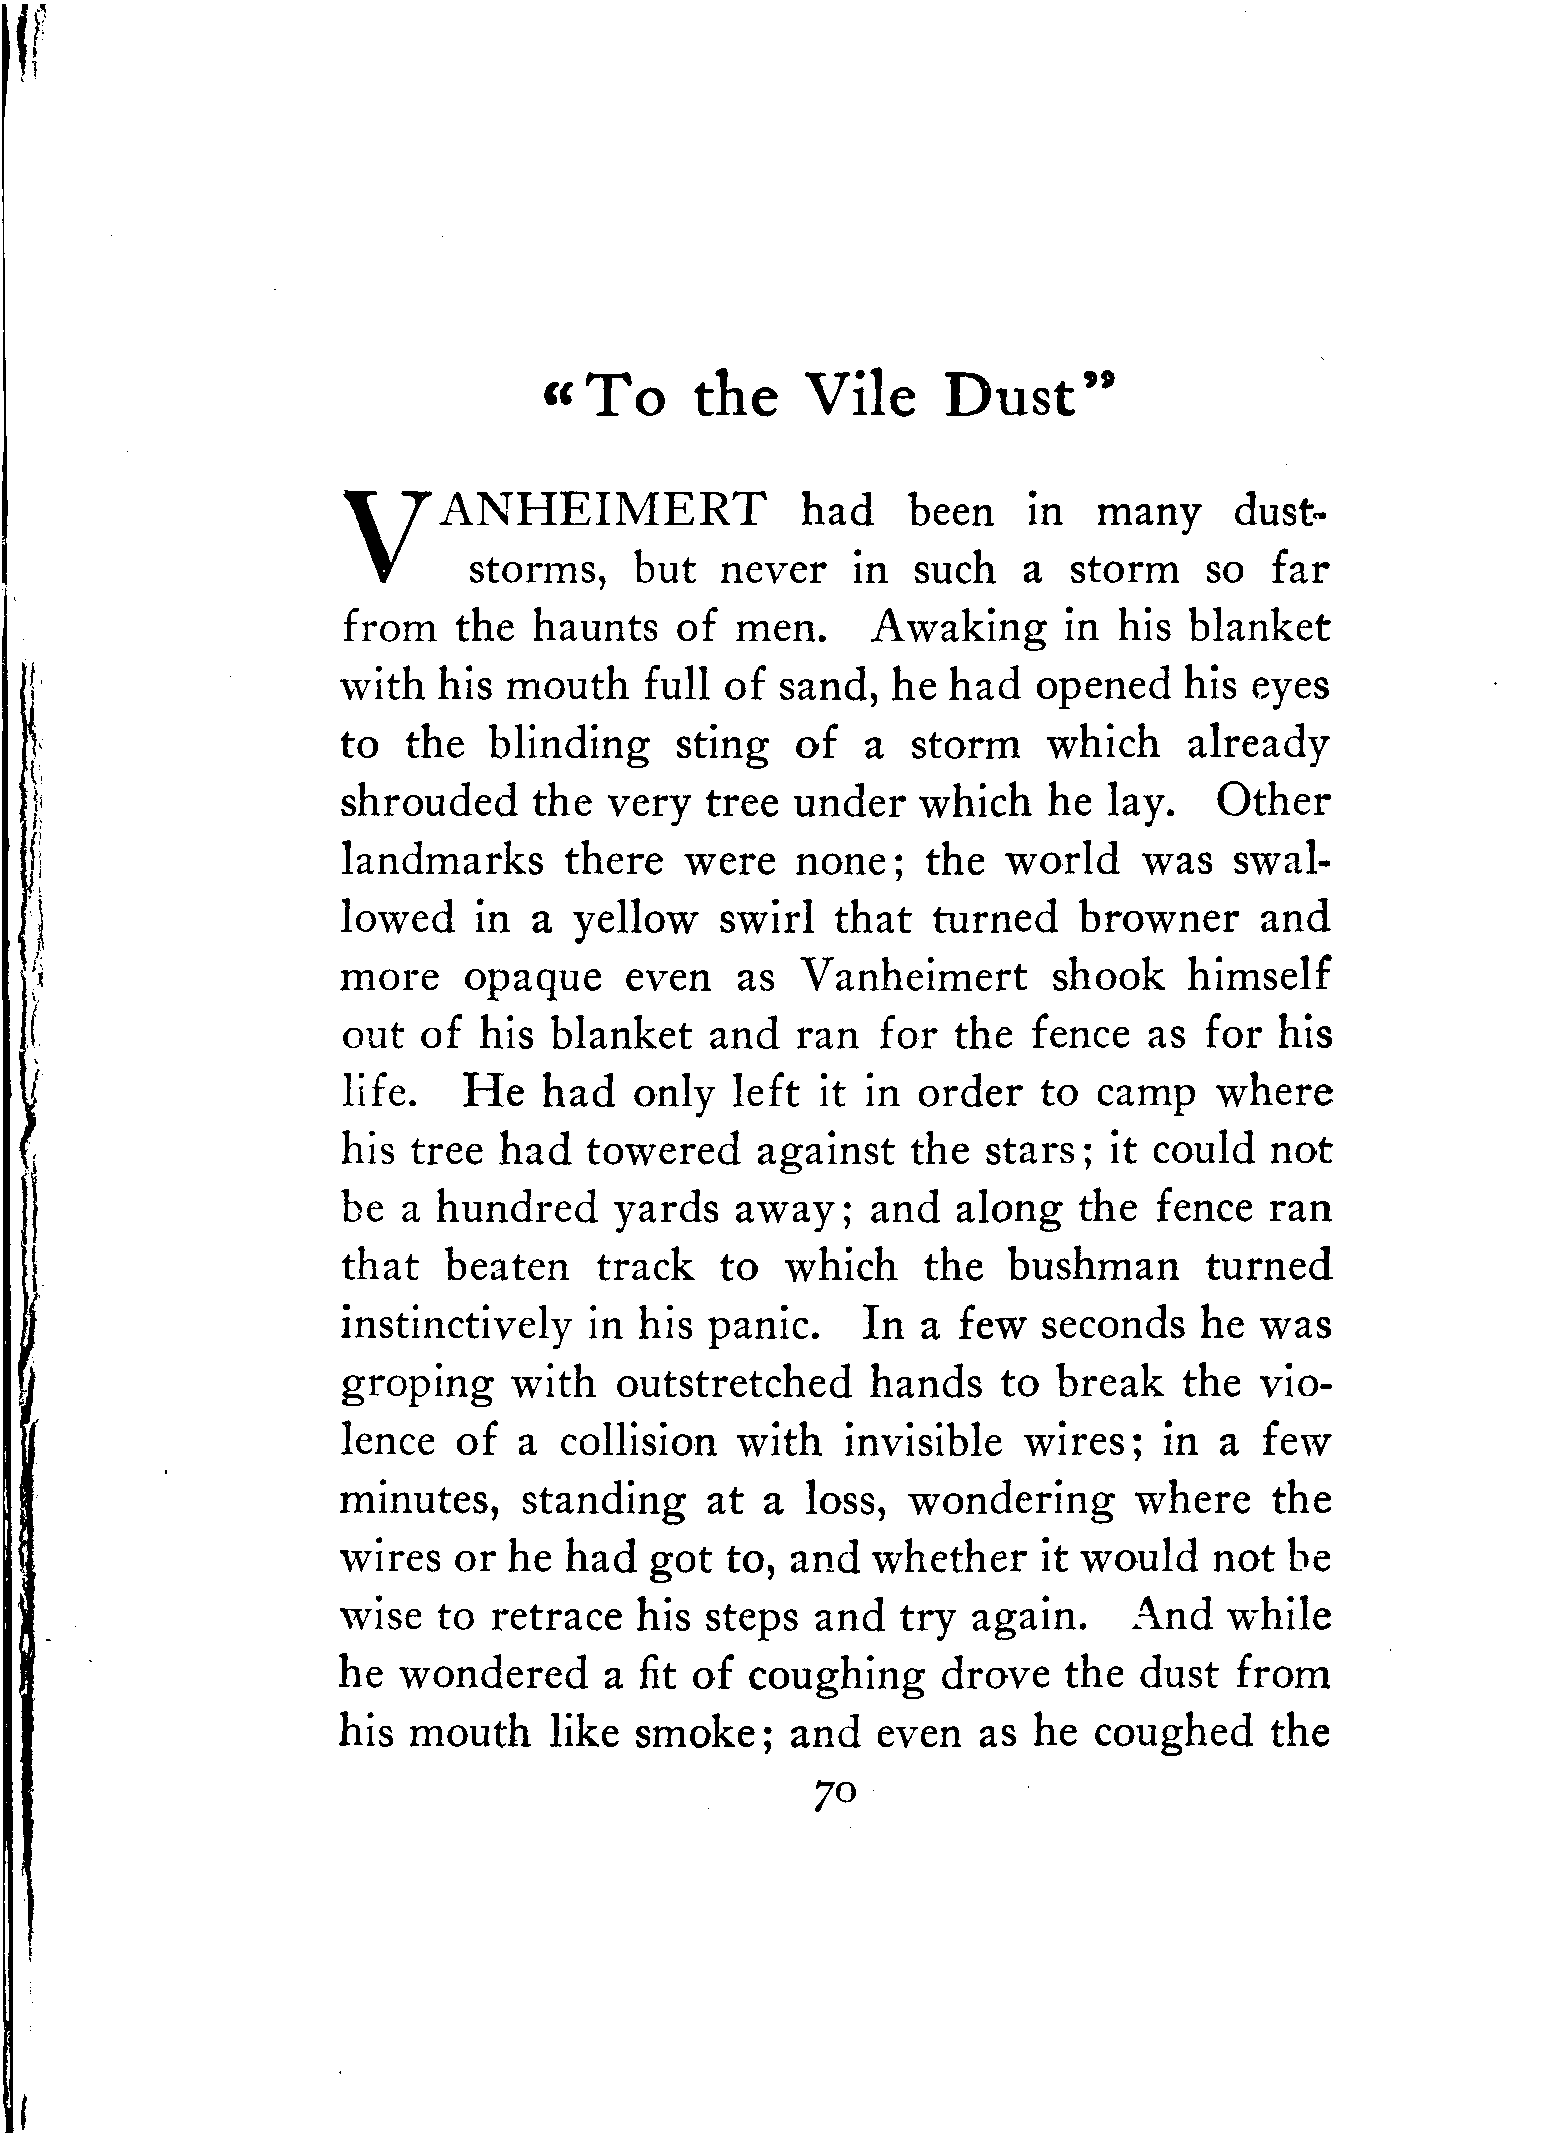 “To the Vile Dust”
VANHEIMERT had been in many dust-
storms, but never in such a storm so far
from the haunts of men. Awaking in his blanket
with his mouth full of sand, he had opened his eyes
to the blinding sting of a storm which already
shrouded the very tree under which he lay. Other
landmarks there were none; the world was swal-
lowed in a yellow swirl that turned browner and
more opaque even as Vanheimert shook himself
out of his blanket and ran for the fence as for his
life. He had only left it in order to camp where
his tree had towered against the stars; it could not
be a hundred yards away; and along the fence ran
that beaten track to which the bushman turned
instinctively in his panic. In a few seconds he was
groping with outstretched hands to break the vio-
lence of a collision with invisible wires; in a few
minutes, standing at a loss, wondering where the
wires or he had got to, and whether it would not be
wise to retrace his steps and try again. And while
he wondered a fit of coughing drove the dust from
his mouth like smoke; and even as he coughed the
70